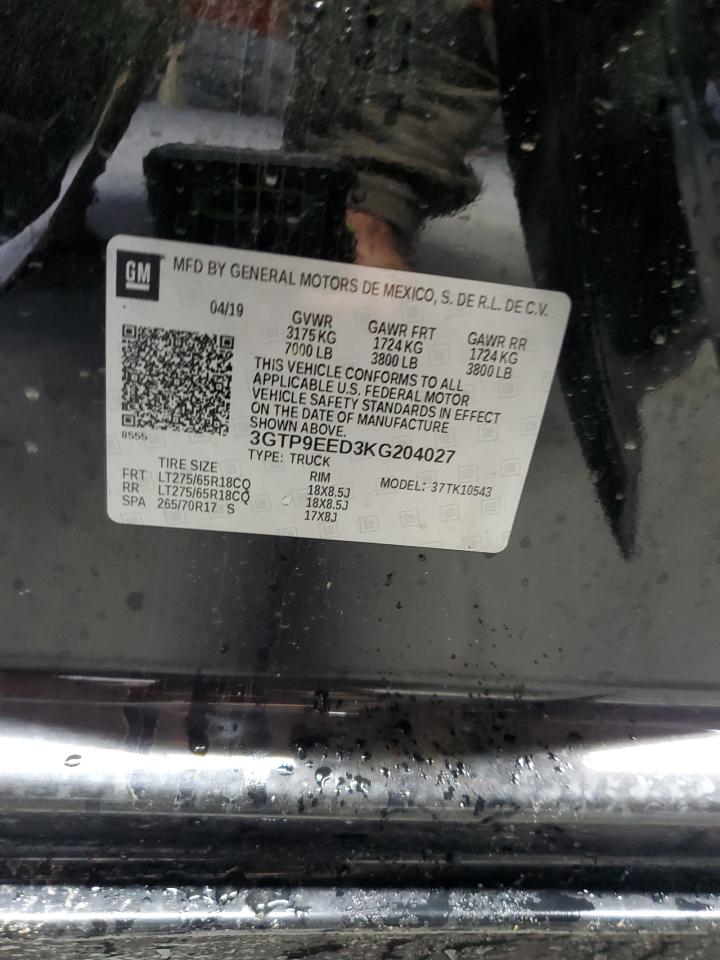 GM MFD BY GENERAL MOTORS DE MEXICO, S. DE R.L. DE C.V.
04/19 GVWR GAWR FRT GAWR RR
3175 KG 1724 KG 1724 KG
7000 LB 3800 LB 3800 LB
THIS VEHICLE CONFORMS TO ALL
APPLICABLE U.S. FEDERAL MOTOR
VEHICLE SAFETY STANDARDS IN EFFECT
ON THE DATE OF MANUFACTURE
SHOWN ABOVE.
8555
3GTP9EED3KG204027
TYPE: TRUCK
MODEL: 37TK10543
TIRE SIZE RIM
FRT LT275/65R18CQ 18X8.5J
RR LT275/65R18CQ 18X8.5J
SPA 265/70R17 S 17X8J